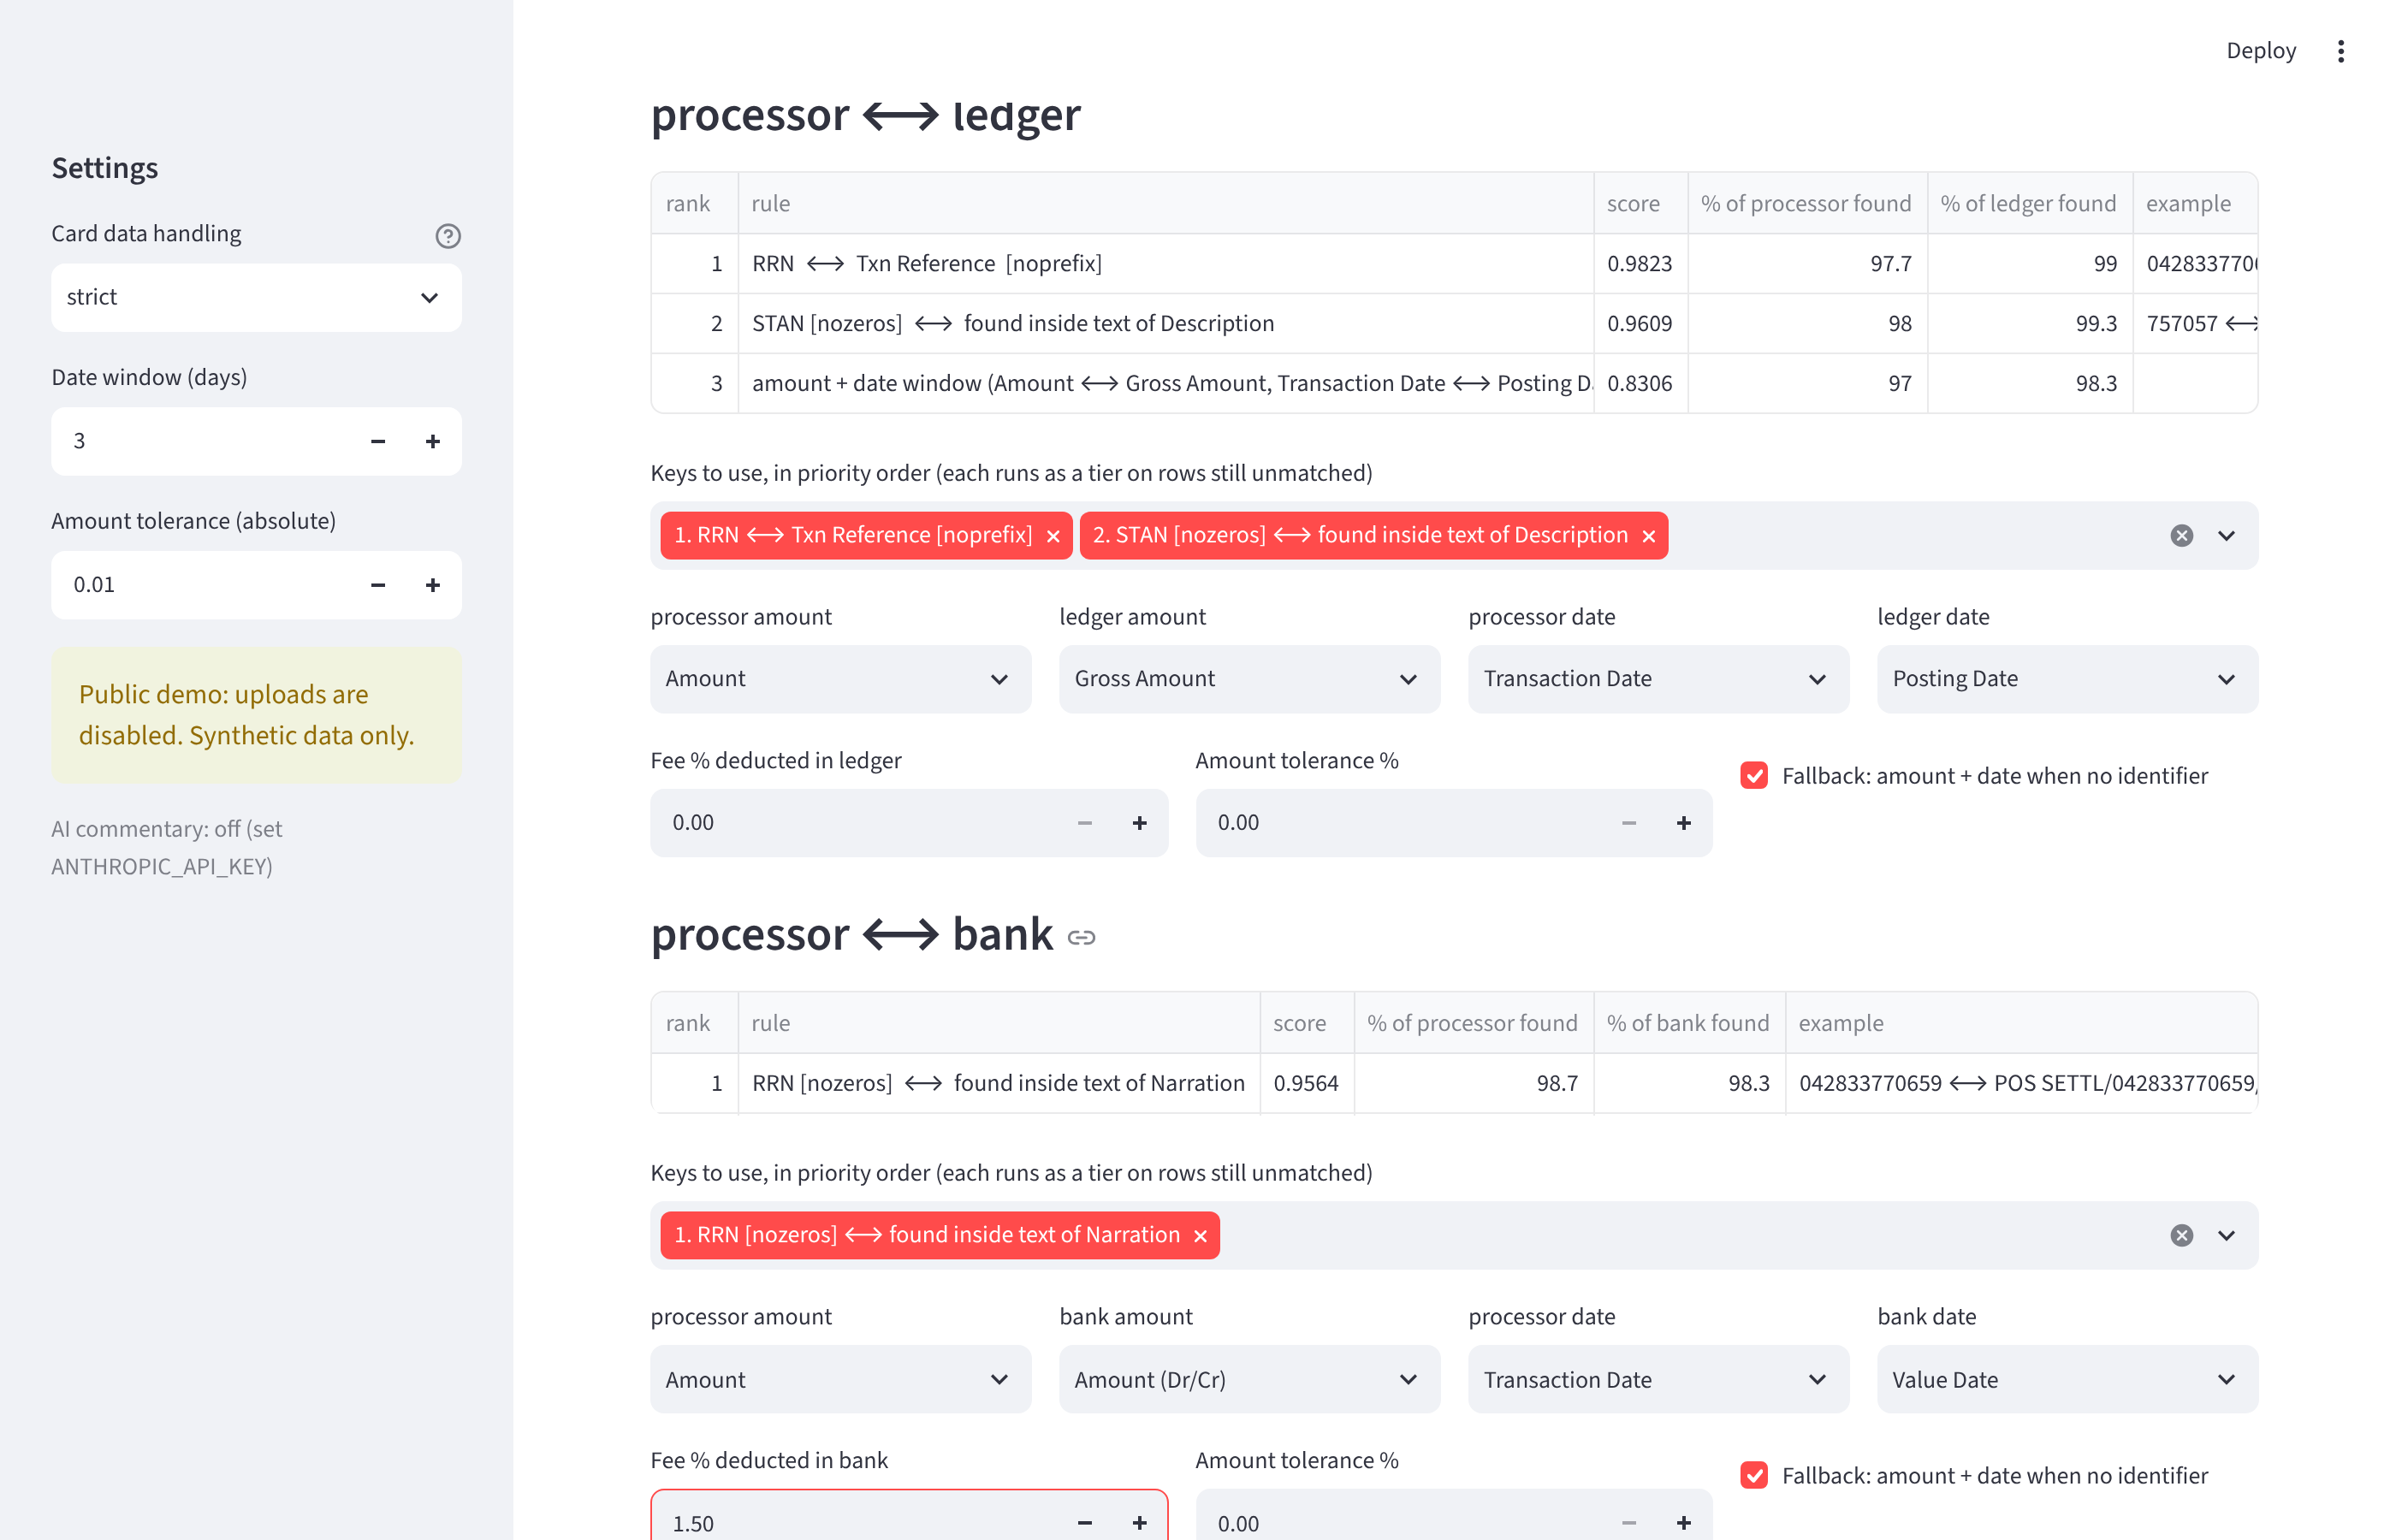 Deploy
Settings
Card data handling
strict
Date window (days)
3
Amount tolerance (absolute)
0.01
Public demo: uploads are
disabled. Synthetic data only.
AI commentary: off (set
ANTHROPIC_API_KEY)
processor ⟷ ledger
rank rule score % of processor found % of ledger found example
1 RRN ⟷ Txn Reference [noprefix] 0.9823 97.7 99 042833770
2 STAN [nozeros] ⟷ found inside text of Description 0.9609 98 99.3 757057 ⟷
3 amount + date window (Amount ⟷ Gross Amount, Transaction Date ⟷ Posting D 0.8306 97 98.3
Keys to use, in priority order (each runs as a tier on rows still unmatched)
1. RRN ⟷ Txn Reference [noprefix] 2. STAN [nozeros] ⟷ found inside text of Description
processor amount ledger amount processor date ledger date
Amount Gross Amount Transaction Date Posting Date
Fee % deducted in ledger Amount tolerance % Fallback: amount + date when no identifier
0.00 0.00
processor ⟷ bank
rank rule score % of processor found % of bank found example
1 RRN [nozeros] ⟷ found inside text of Narration 0.9564 98.7 98.3 042833770659 ⟷ POS SETTL/042833770659/
Keys to use, in priority order (each runs as a tier on rows still unmatched)
1. RRN [nozeros] ⟷ found inside text of Narration
processor amount bank amount processor date bank date
Amount Amount (Dr/Cr) Transaction Date Value Date
Fee % deducted in bank Amount tolerance % Fallback: amount + date when no identifier
1.50 0.00